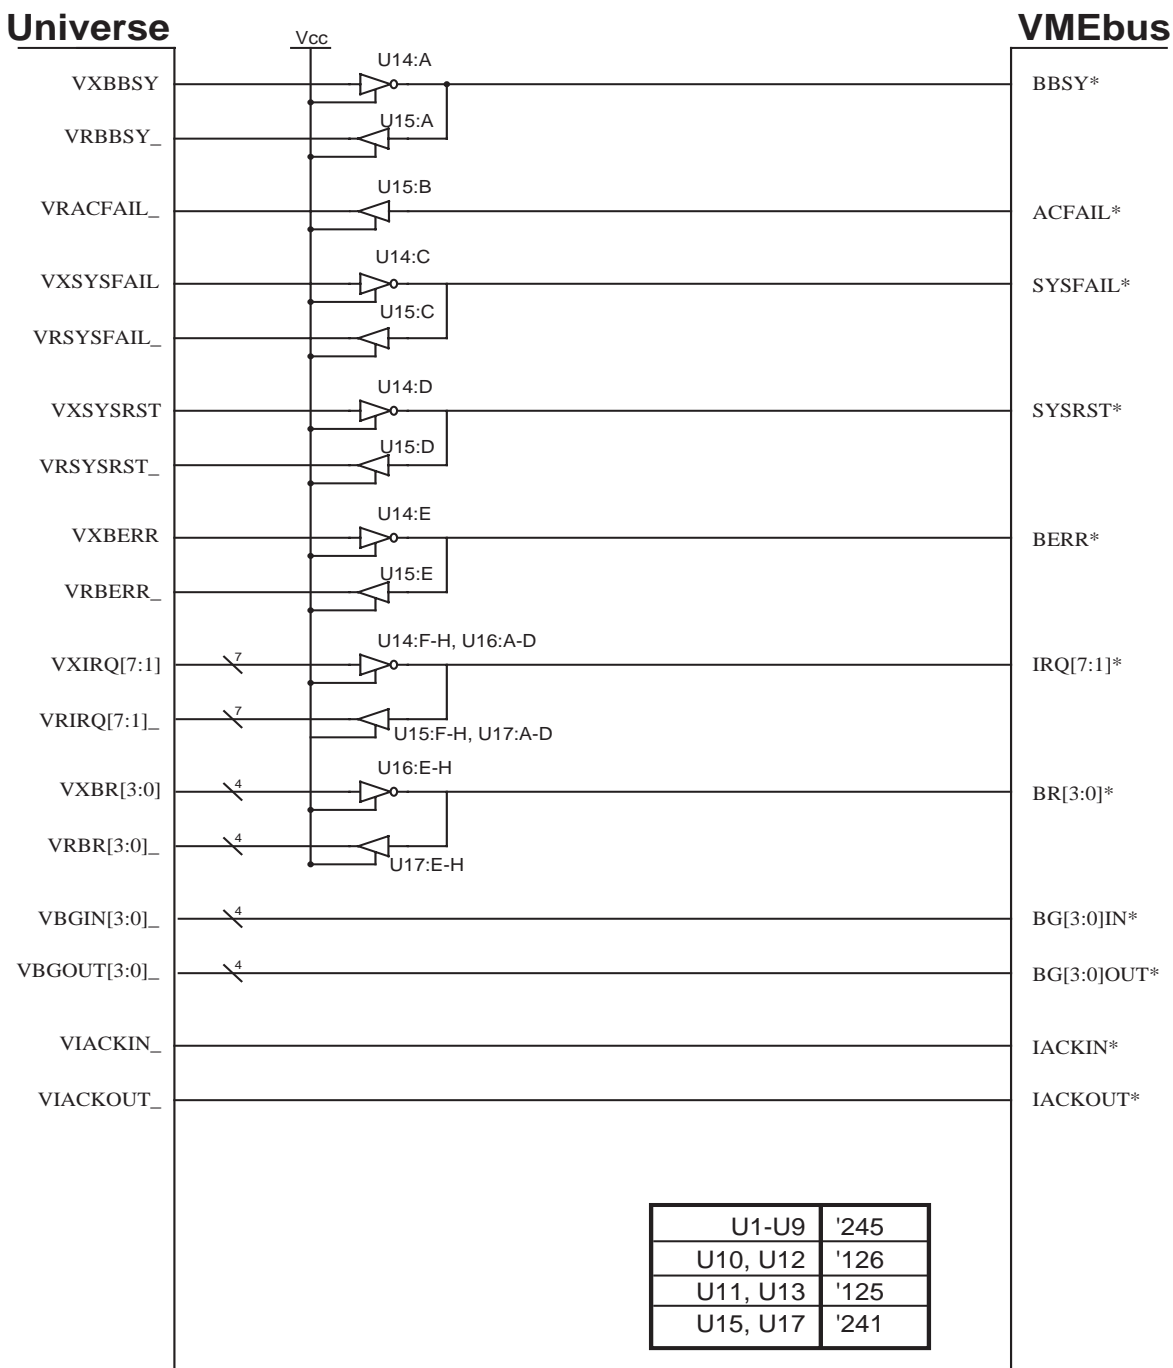 Universe
VMEbus
Vcc
U14:A
VXBBSY
BBSY*
U15:A
VRBBSY_
U15:B
VRACFAIL_
ACFAIL*
U14:C
VXSYSFAIL
SYSFAIL*
U15:C
VRSYSFAIL_
U14:D
VXSYSRST
SYSRST*
U15:D
VRSYSRST_
U14:E
VXBERR
BERR*
U15:E
VRBERR_
U14:F-H, U16:A-D
VXIRQ[7:1]
7
IRQ[7:1]*
VRIRQ[7:1]_
7
U15:F-H, U17:A-D
U16:E-H
VXBR[3:0]
4
BR[3:0]*
VRBR[3:0]_
4
U17:E-H
VBGIN[3:0]_
4
BG[3:0]IN*
VBGOUT[3:0]_
4
BG[3:0]OUT*
VIACKIN_
IACKIN*
VIACKOUT_
IACKOUT*
U1-U9 '245
U10, U12 '126
U11, U13 '125
U15, U17 '241